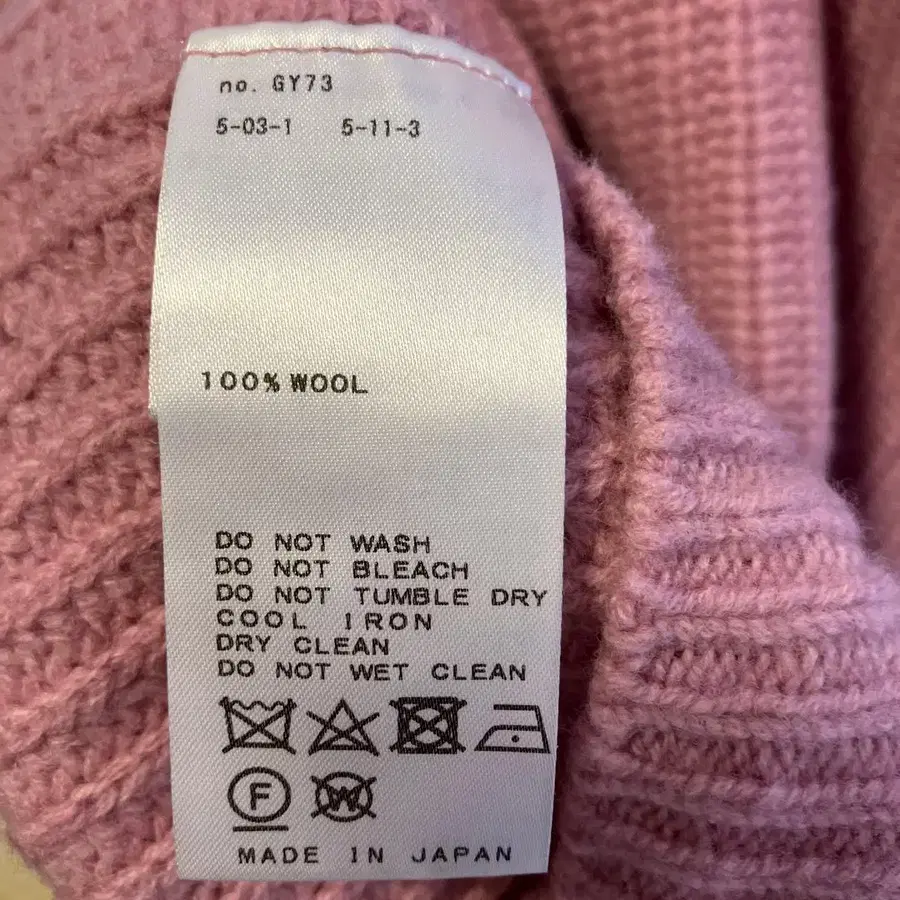 no. GY73
5-03-1 5-11-3
100% WOOL
DO NOT WASH
DO NOT BLEACH
DO NOT TUMBLE DRY
COOL IRON
DRY CLEAN
DO NOT WET CLEAN
F W
MADE IN JAPAN